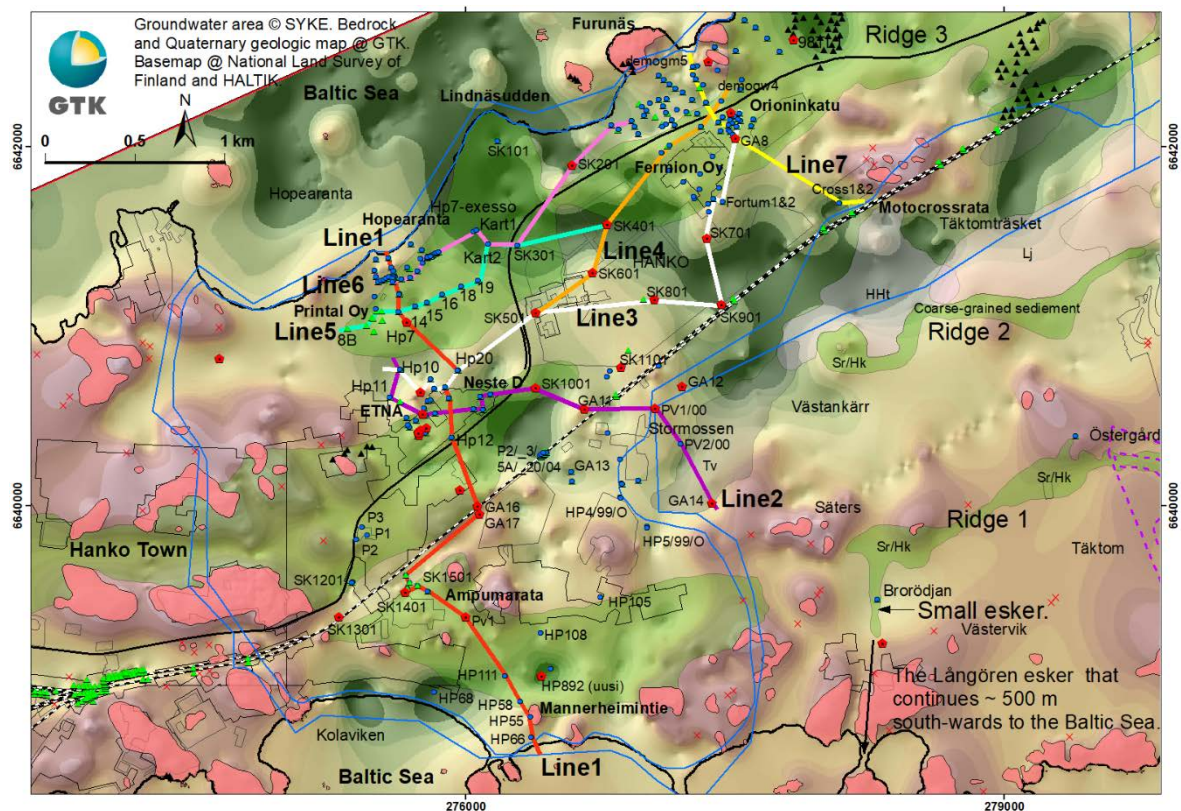 Groundwater area © SYKE. Bedrock
and Quaternary geologic map @ GTK.
Basemap @ National Land Survey of
Finland and HALTIK.
GTK
N
0 0.5 1 km
Baltic Sea
Lindnäsudden
Furunäs
demogm5
demogw4
Ridge 3
Orioninkatu
GA8
Line7
6642000
6642000
SK101
SK201
Fermion Oy
Fortum1&2
Cross1&2
Motocrossrata
Täktomträsket
Lj
Hopearanta
Hp7-exesso
Hopearanta
Kart1
Line1
Kart2
SK301
SK401
Line4
SK701
HANKO
SK601
HHt
Line6
19
18
16
15
14
Printal Oy
Line5
8B
Hp7
SK501
Line3
SK801
SK901
Coarse-grained sediement
Ridge 2
Sr/Hk
Hp10
Hp20
SK1101
Hp11
Neste D
SK1001
GA12
ETNA
GA11
PV1/00
Västankärr
Stormossen
Hp12
P2/_3/
5A/_20/04
GA13
PV2/00
Tv
Östergård
Sr/Hk
GA14
Line2
GA16
GA17
HP4/99/O
Säters
Ridge 1
P3
P1
P2
HP5/99/O
Hanko Town
Sr/Hk
Täktom
SK1201
SK1501
Ampumarata
SK1401
HP105
Brorödjan
Small esker.
SK1301
Pv1
HP108
Västervik
HP111
HP892 (uusi)
HP68
HP58
Mannerheimintie
HP55
HP66
The Långören esker that
continues ~ 500 m
south-wards to the Baltic Sea.
Kolaviken
Baltic Sea
Line1
6640000
6640000
276000
279000